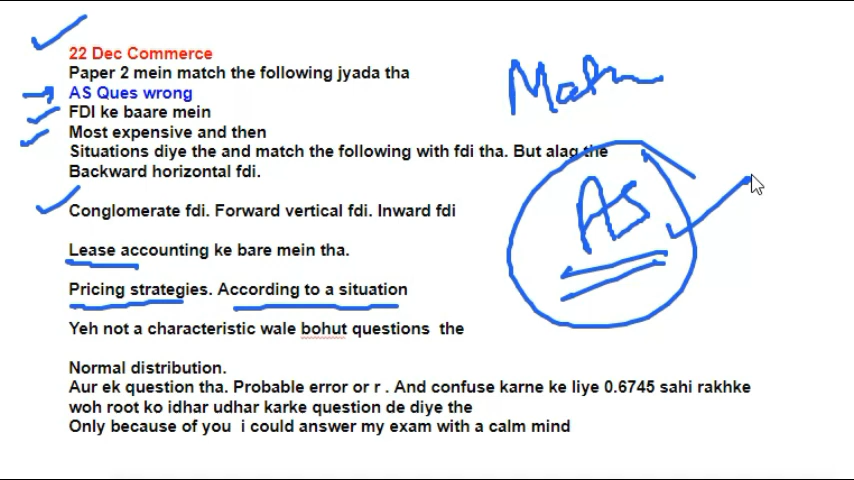 22 Dec Commerce
Paper 2 mein match the following jyada tha
AS Ques wrong
FDI ke baare mein
Most expensive and then
Situations diye the and match the following with fdi tha. But alag the
Backward horizontal fdi.
Conglomerate fdi. Forward vertical fdi. Inward fdi
Lease accounting ke bare mein tha.
Pricing strategies. According to a situation
Yeh not a characteristic wale bohut questions the
Normal distribution.
Aur ek question tha. Probable error or r . And confuse karne ke liye 0.6745 sahi rakhke
woh root ko idhar udhar karke question de diye the
Only because of you i could answer my exam with a calm mind
As